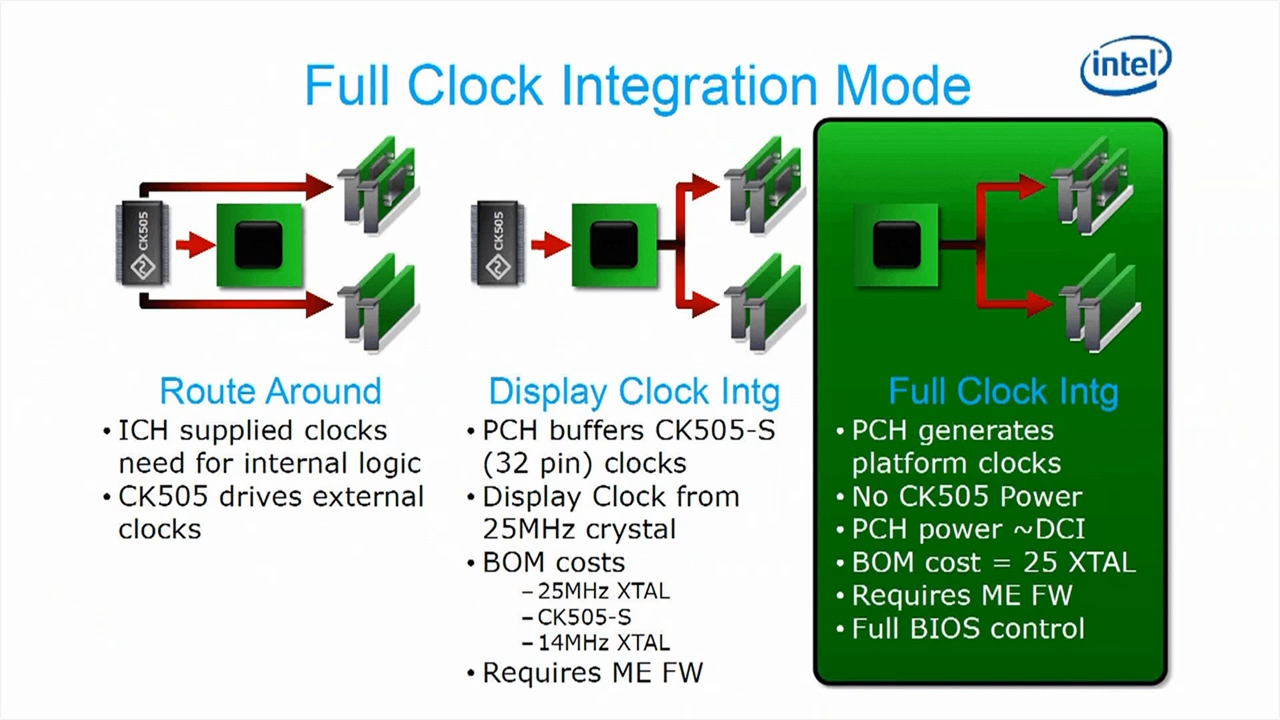 Full Clock Integration Mode
intel
CK505
CK505
Route Around
• ICH supplied clocks
need for internal logic
• CK505 drives external
clocks
Display Clock Intg
• PCH buffers CK505-S
(32 pin) clocks
• Display Clock from
25MHz crystal
• BOM costs
– 25MHz XTAL
– CK505-S
– 14MHz XTAL
• Requires ME FW
Full Clock Intg
• PCH generates
platform clocks
• No CK505 Power
• PCH power ~DCI
• BOM cost = 25 XTAL
• Requires ME FW
• Full BIOS control